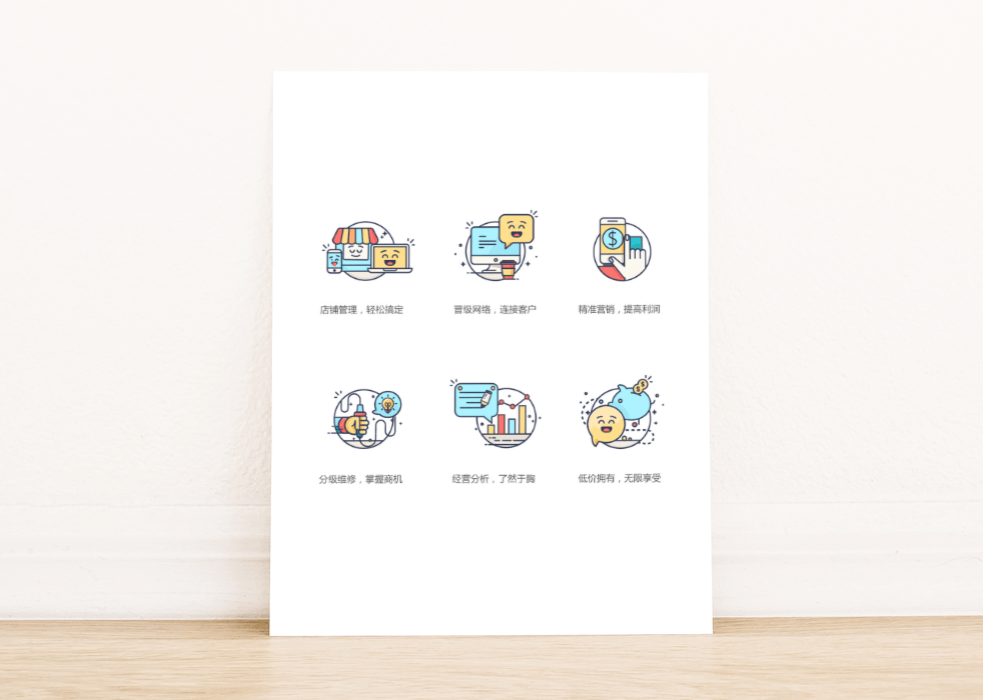 店铺管理，轻松搞定
晋级网络，连接客户
精准营销，提高利润
分级维修，掌握商机
经营分析，了然于胸
低价拥有，无限享受